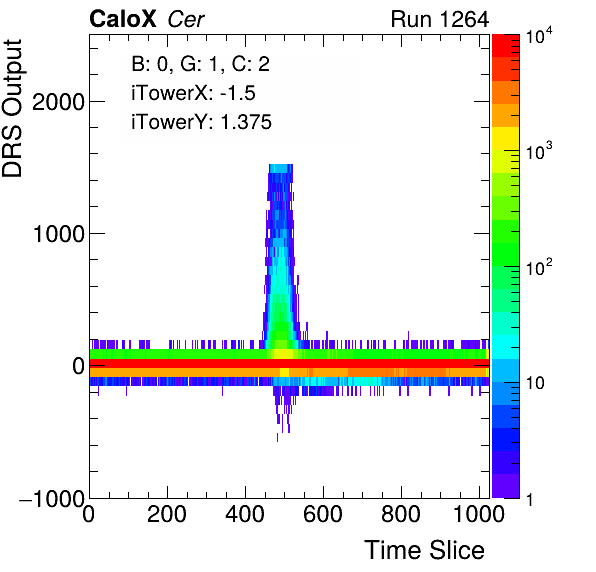 CaloX Cer
Run 1264
B: 0, G: 1, C: 2
iTowerX: -1.5
iTowerY: 1.375
DRS Output
2000
1000
0
−1000
0 200 400 600 800 1000
Time Slice
10⁴
10³
10²
10
1